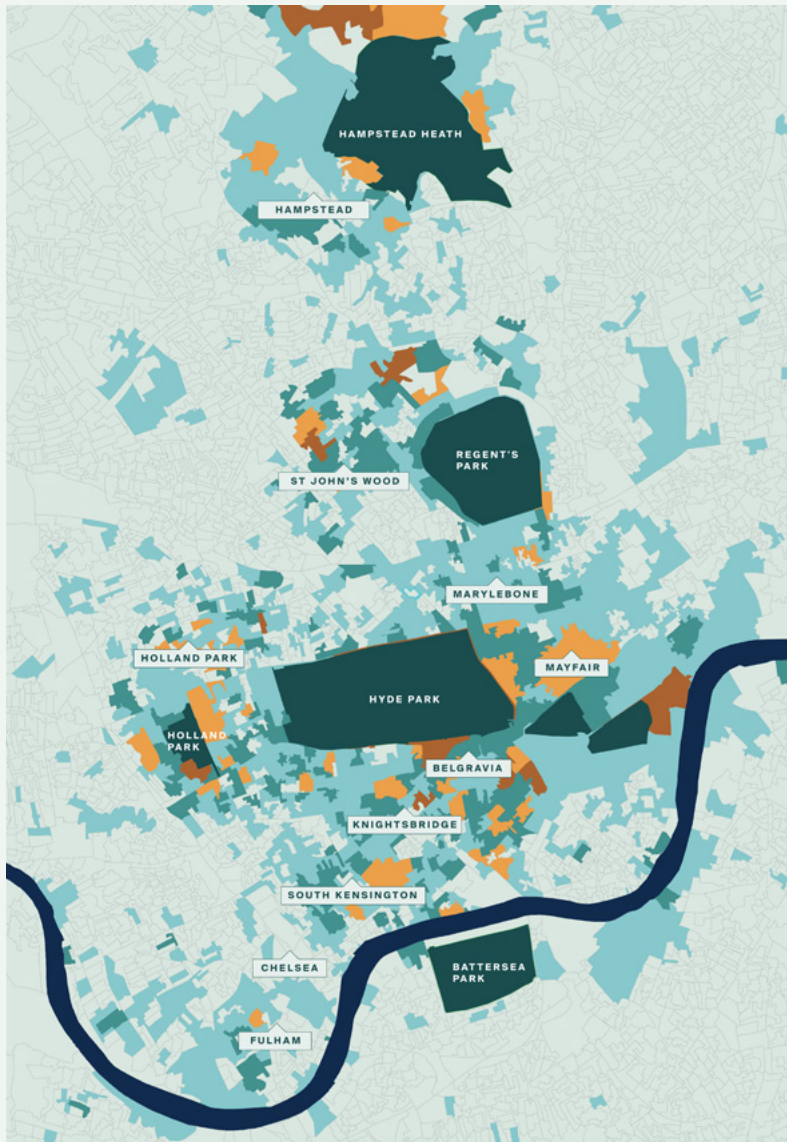 HAMPSTEAD HEATH
HAMPSTEAD
REGENT'S
PARK
ST JOHN'S WOOD
MARYLEBONE
HOLLAND PARK
MAYFAIR
HYDE PARK
HOLLAND
PARK
BELGRAVIA
KNIGHTSBRIDGE
SOUTH KENSINGTON
CHELSEA
BATTERSEA
PARK
FULHAM